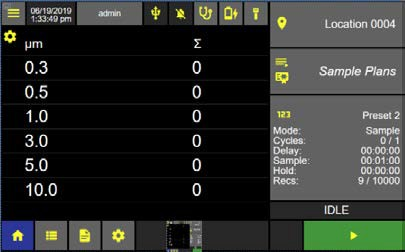 06/19/2019
1:33:49 pm
admin
Location 0004
µm Σ
0.3 0
0.5 0
1.0 0
3.0 0
5.0 0
10.0 0
Sample Plans
123 Preset 2
Mode: Sample
Cycles: 0 / 1
Delay: 00:00:00
Sample: 00:01:00
Hold: 00:00:00
Recs: 9 / 10000
IDLE